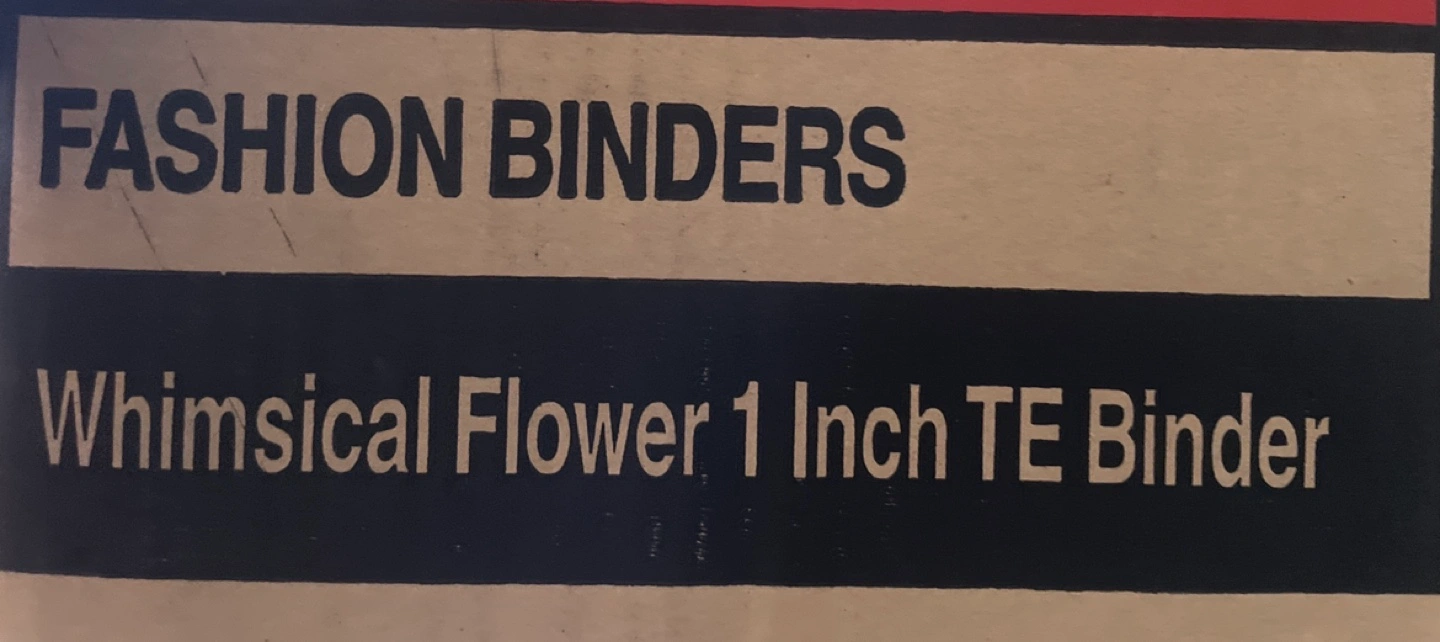 FASHION BINDERS
Whimsical Flower 1 Inch TE Binder